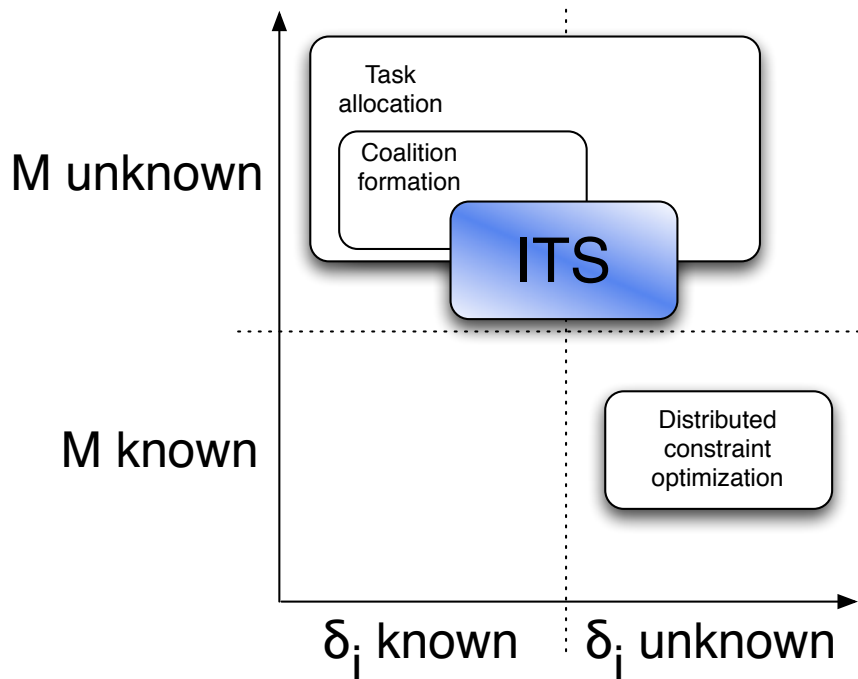 Task
allocation
Coalition
formation
M unknown
ITS
M known
Distributed
constraint
optimization
δi known
δi unknown